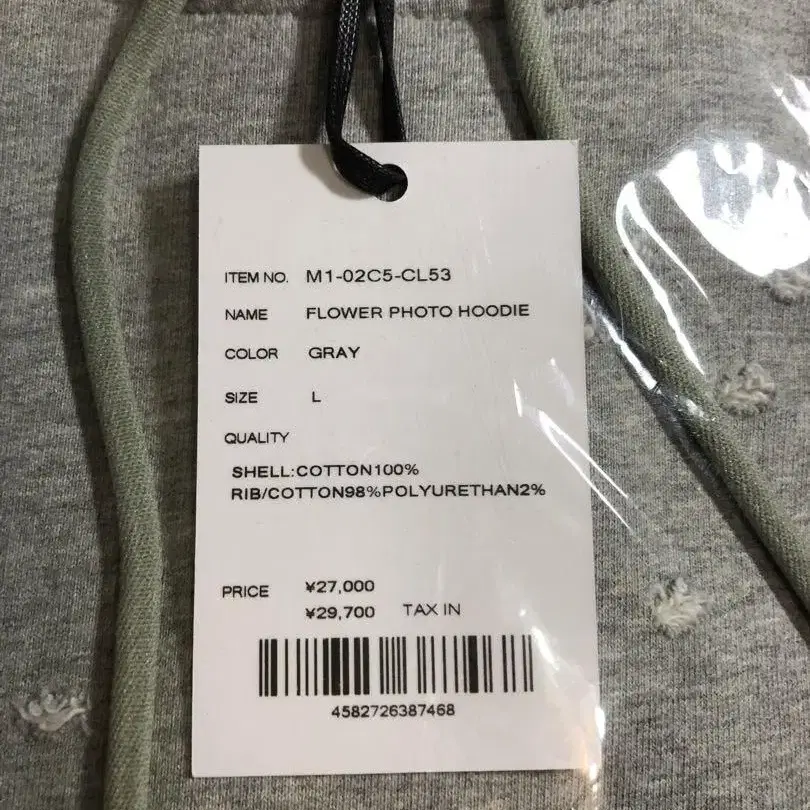 ITEM NO. M1-02C5-CL53
NAME FLOWER PHOTO HOODIE
COLOR GRAY
SIZE L
QUALITY
SHELL:COTTON100%
RIB/COTTON98%POLYURETHAN2%
PRICE ¥27,000
¥29,700 TAX IN
4582726387468